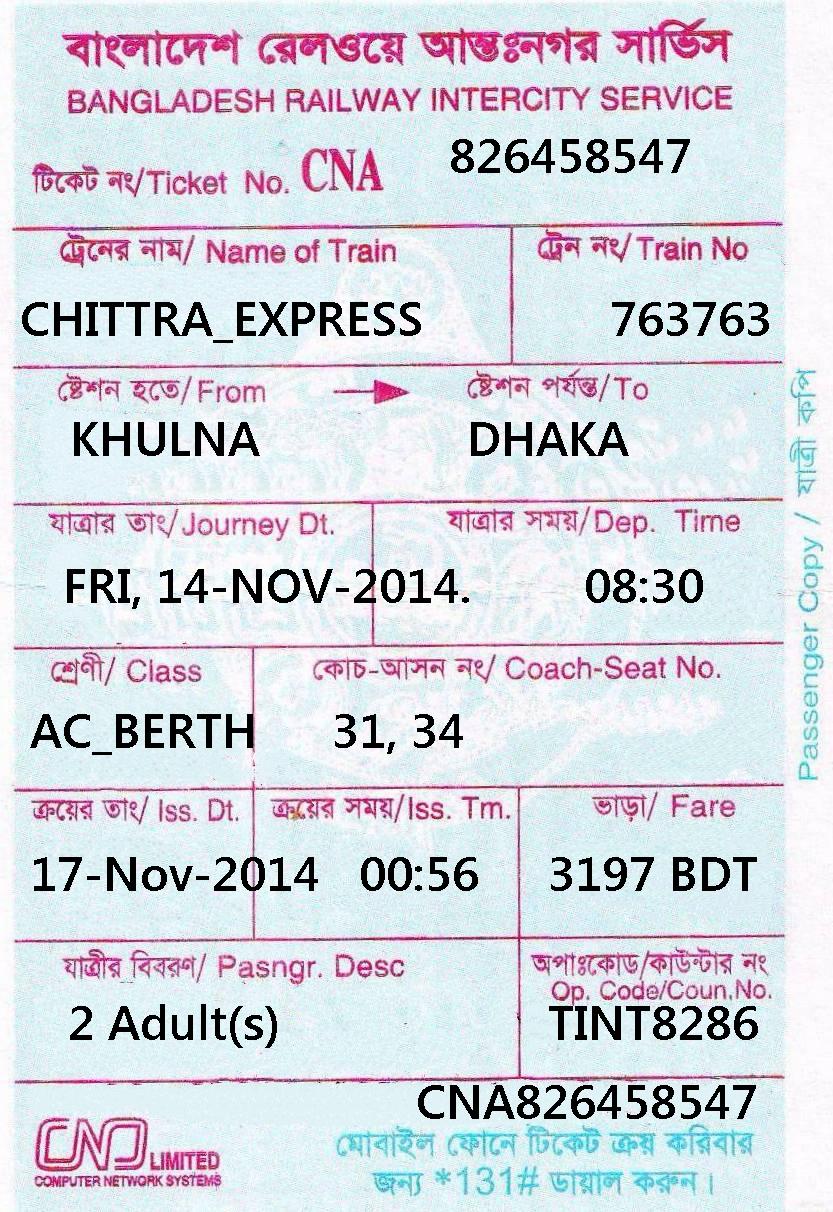 বাংলাদেশ রেলওয়ে আন্তঃনগর সার্ভিস
BANGLADESH RAILWAY INTERCITY SERVICE
টিকেট নং/Ticket No. CNA 826458547
ট্রেনের নাম/ Name of Train ট্রেন নং/Train No
CHITTRA_EXPRESS 763763
ষ্টেশন হতে/From ষ্টেশন পর্যন্ত/To
KHULNA DHAKA
যাত্রার তাং/Journey Dt. যাত্রার সময়/Dep. Time
FRI, 14-NOV-2014. 08:30
শ্রেণী/ Class কোচ-আসন নং/ Coach-Seat No.
AC_BERTH 31, 34
ক্রয়ের তাং/ Iss. Dt. ক্রয়ের সময়/Iss. Tm. ভাড়া/ Fare
17-Nov-2014 00:56 3197 BDT
যাত্রীর বিবরণ/ Pasngr. Desc অপাঃকোড/কাউন্টার নং
Op. Code/Coun.No.
2 Adult(s) TINT8286
CNA826458547
CNS LIMITED
COMPUTER NETWORK SYSTEMS
মোবাইল ফোনে টিকেট ক্রয় করিবার
জন্য *131# ডায়াল করুন।
Passenger Copy / যাত্রী কপি